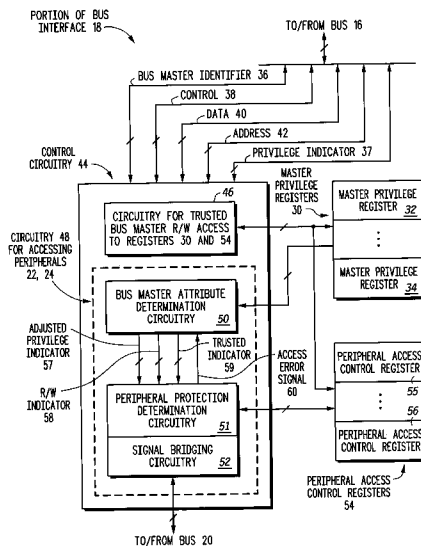 PORTION OF BUS
INTERFACE 18
TO/FROM BUS 16
BUS MASTER IDENTIFIER 36
CONTROL 38
DATA 40
ADDRESS 42
PRIVILEGE INDICATOR 37
CONTROL
CIRCUITRY 44
46
CIRCUITRY FOR TRUSTED
BUS MASTER R/W ACCESS
TO REGISTERS 30 AND 54
MASTER
PRIVILEGE
REGISTERS
30
MASTER PRIVILEGE
REGISTER 32
MASTER PRIVILEGE
REGISTER 34
CIRCUITRY 48
FOR ACCESSING
PERIPHERALS
22, 24
BUS MASTER ATTRIBUTE
DETERMINATION
CIRCUITRY 50
ADJUSTED
PRIVILEGE
INDICATOR
57
R/W
INDICATOR
58
TRUSTED
INDICATOR
59
ACCESS
ERROR
SIGNAL
60
PERIPHERAL PROTECTION
DETERMINATION
CIRCUITRY 51
SIGNAL BRIDGING
CIRCUITRY 52
PERIPHERAL ACCESS
CONTROL REGISTER
55
56
PERIPHERAL ACCESS
CONTROL REGISTER
PERIPHERAL ACCESS
CONTROL REGISTERS
54
TO/FROM BUS 20